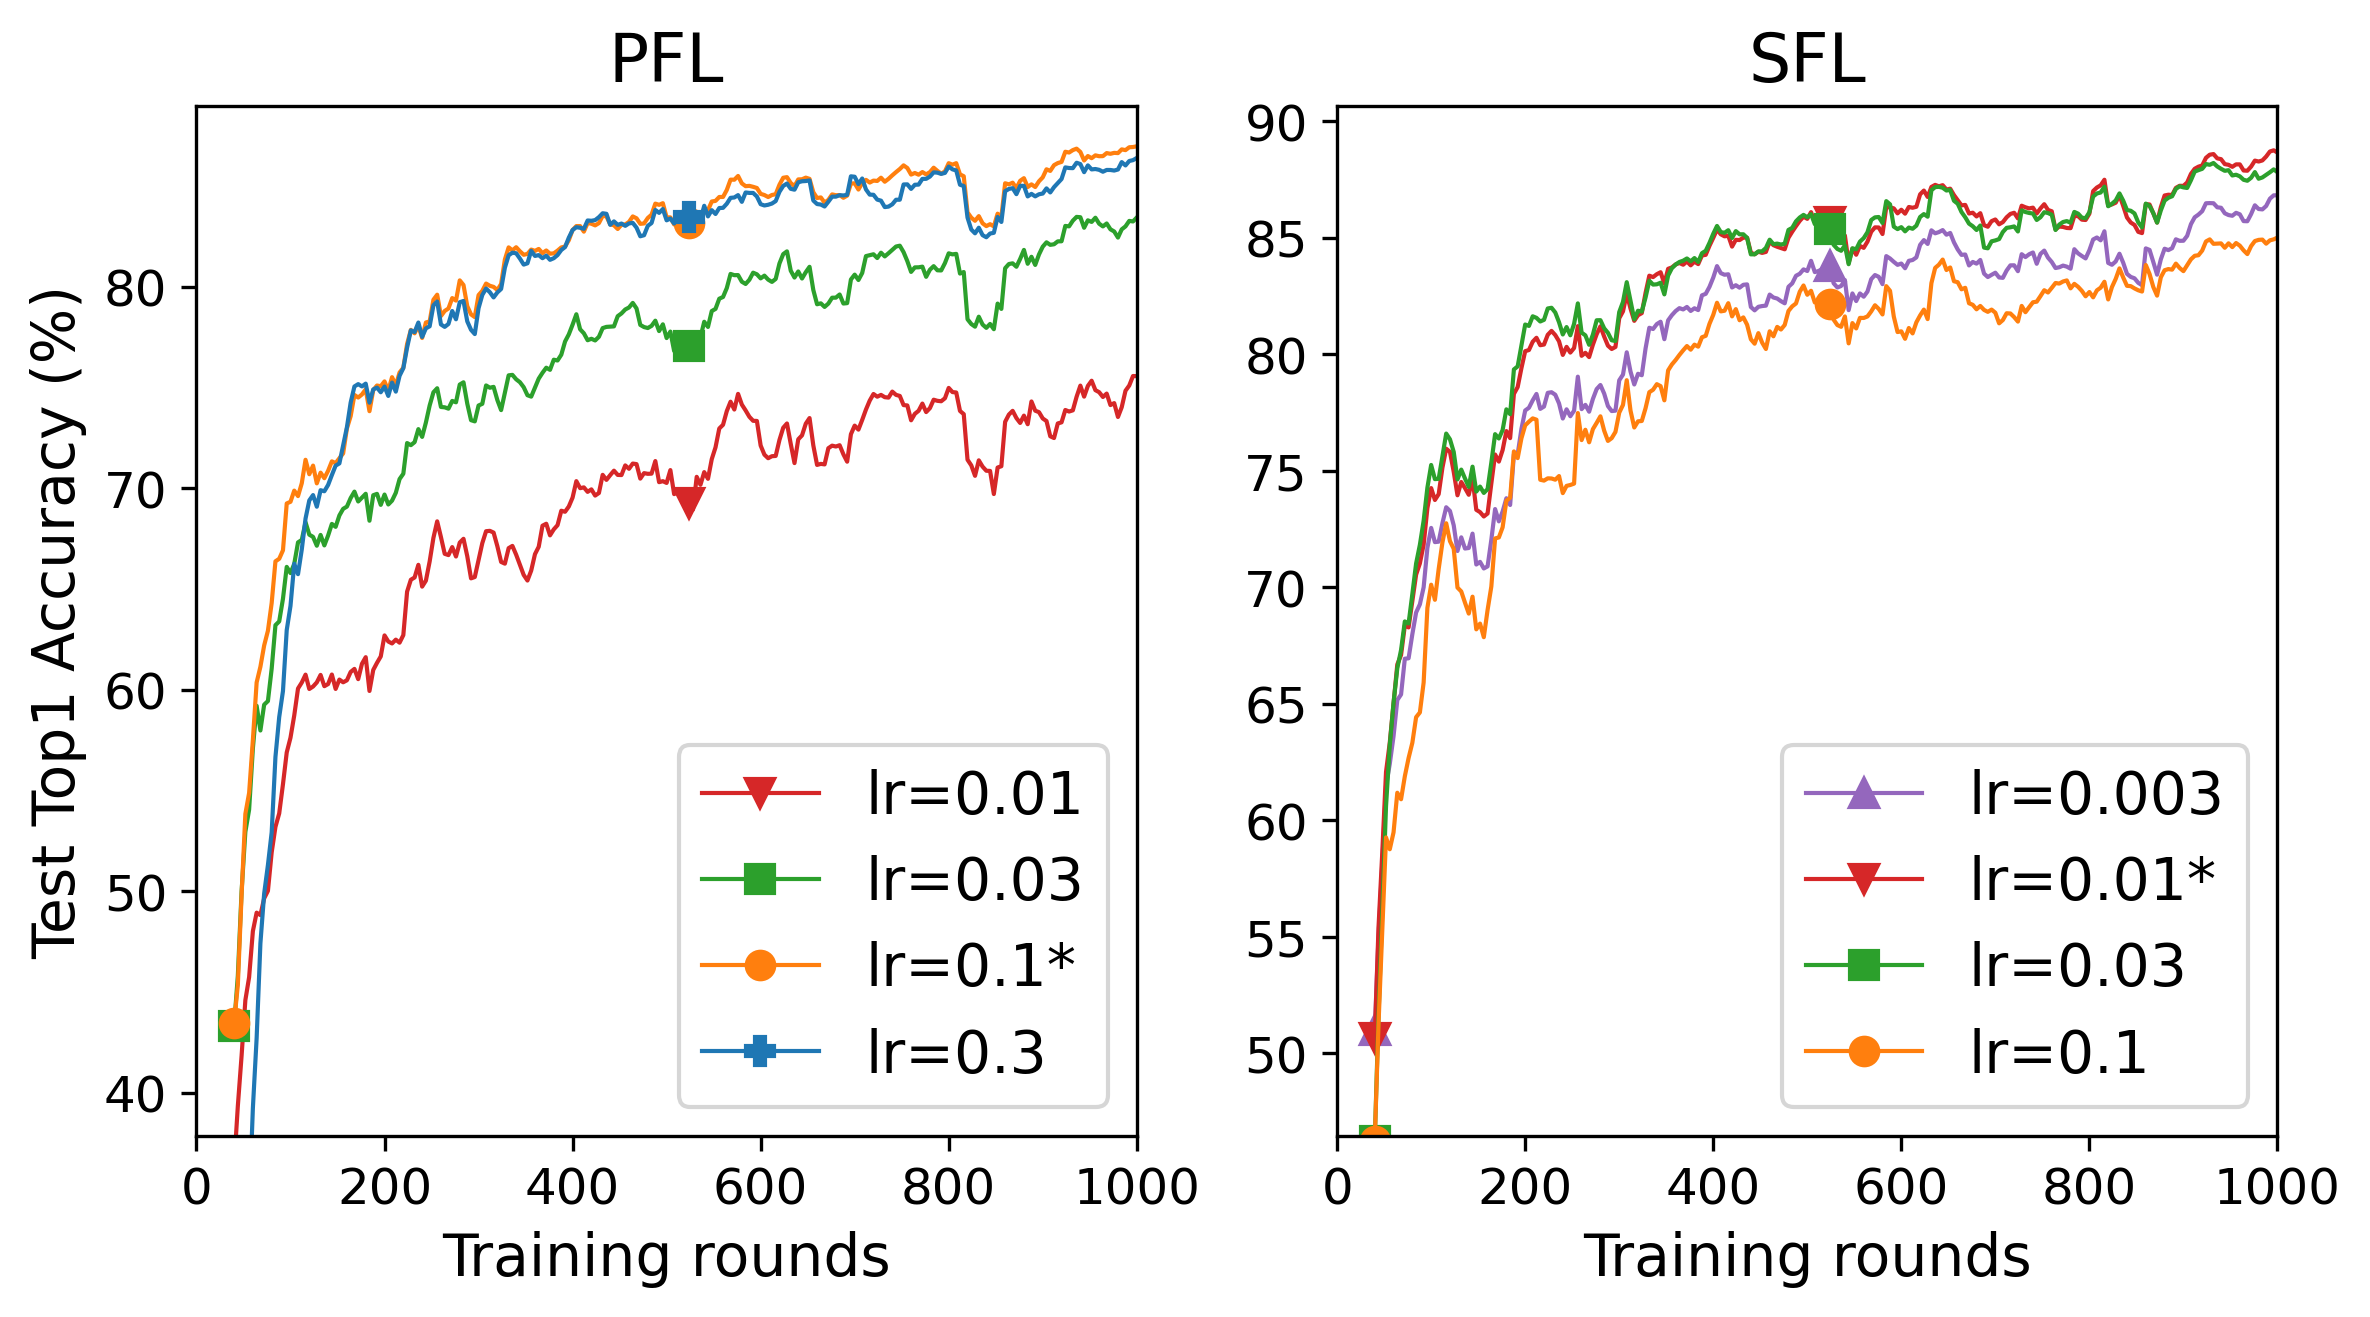 PFL
Test Top1 Accuracy (%)
80
70
60
50
40
0 200 400 600 800 1000
Training rounds
lr=0.01
lr=0.03
lr=0.1*
lr=0.3
SFL
90
85
80
75
70
65
60
55
50
0 200 400 600 800 1000
Training rounds
lr=0.003
lr=0.01*
lr=0.03
lr=0.1